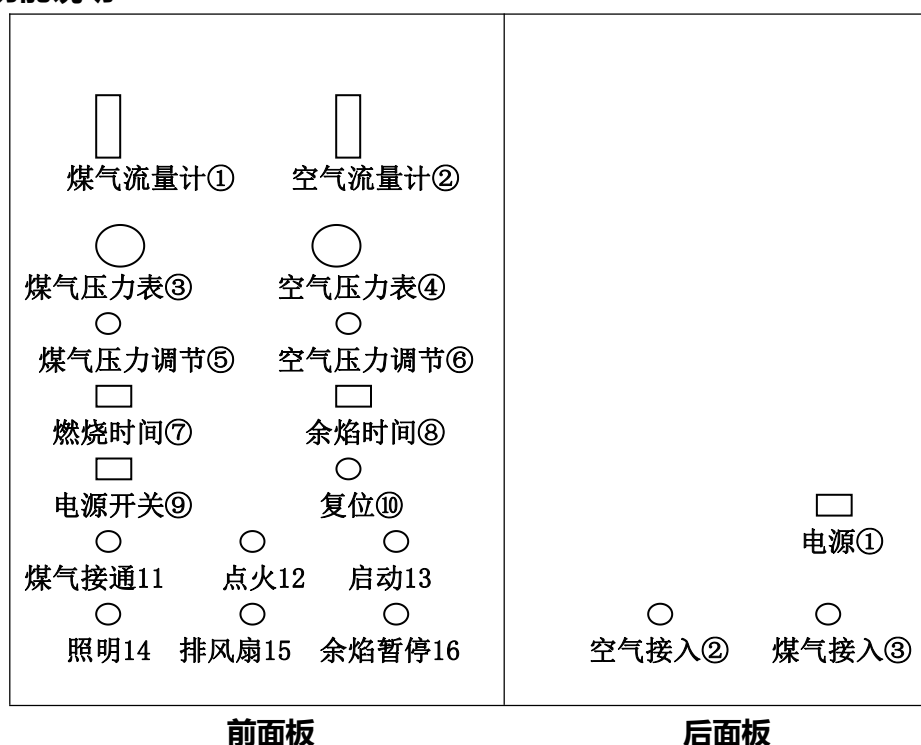 煤气流量计① 空气流量计②
煤气压力表③ 空气压力表④
煤气压力调节⑤ 空气压力调节⑥
燃烧时间⑦ 余焰时间⑧
电源开关⑨ 复位⑩
电源①
煤气接通11 点火12 启动13
照明14 排风扇15 余焰暂停16 空气接入② 煤气接入③
前面板 后面板